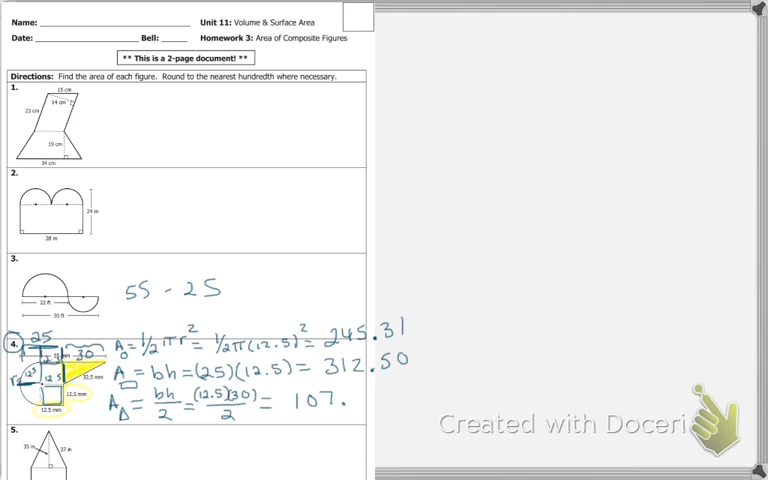 Name: Unit 11: Volume & Surface Area
Date: Bell: Homework 3: Area of Composite Figures
** This is a 2-page document! **
Directions: Find the area of each figure. Round to the nearest hundredth where necessary.
1.
15 cm
14 cm
23 cm
19 cm
34 cm
2.
24 m
28 m
3.
22 ft
30 ft
55 - 25
4.
25
30
12.5
12.5
32.5 mm
12.5 mm
12.5 mm
A = 1/2 πr² = 1/2π(12.5)² = 245.31
A□ = bh = (25)(12.5) = 312.50
A△ = bh/2 = (12.5)(30)/2 = 107.
5.
35 in
37 in
Created with Doceri